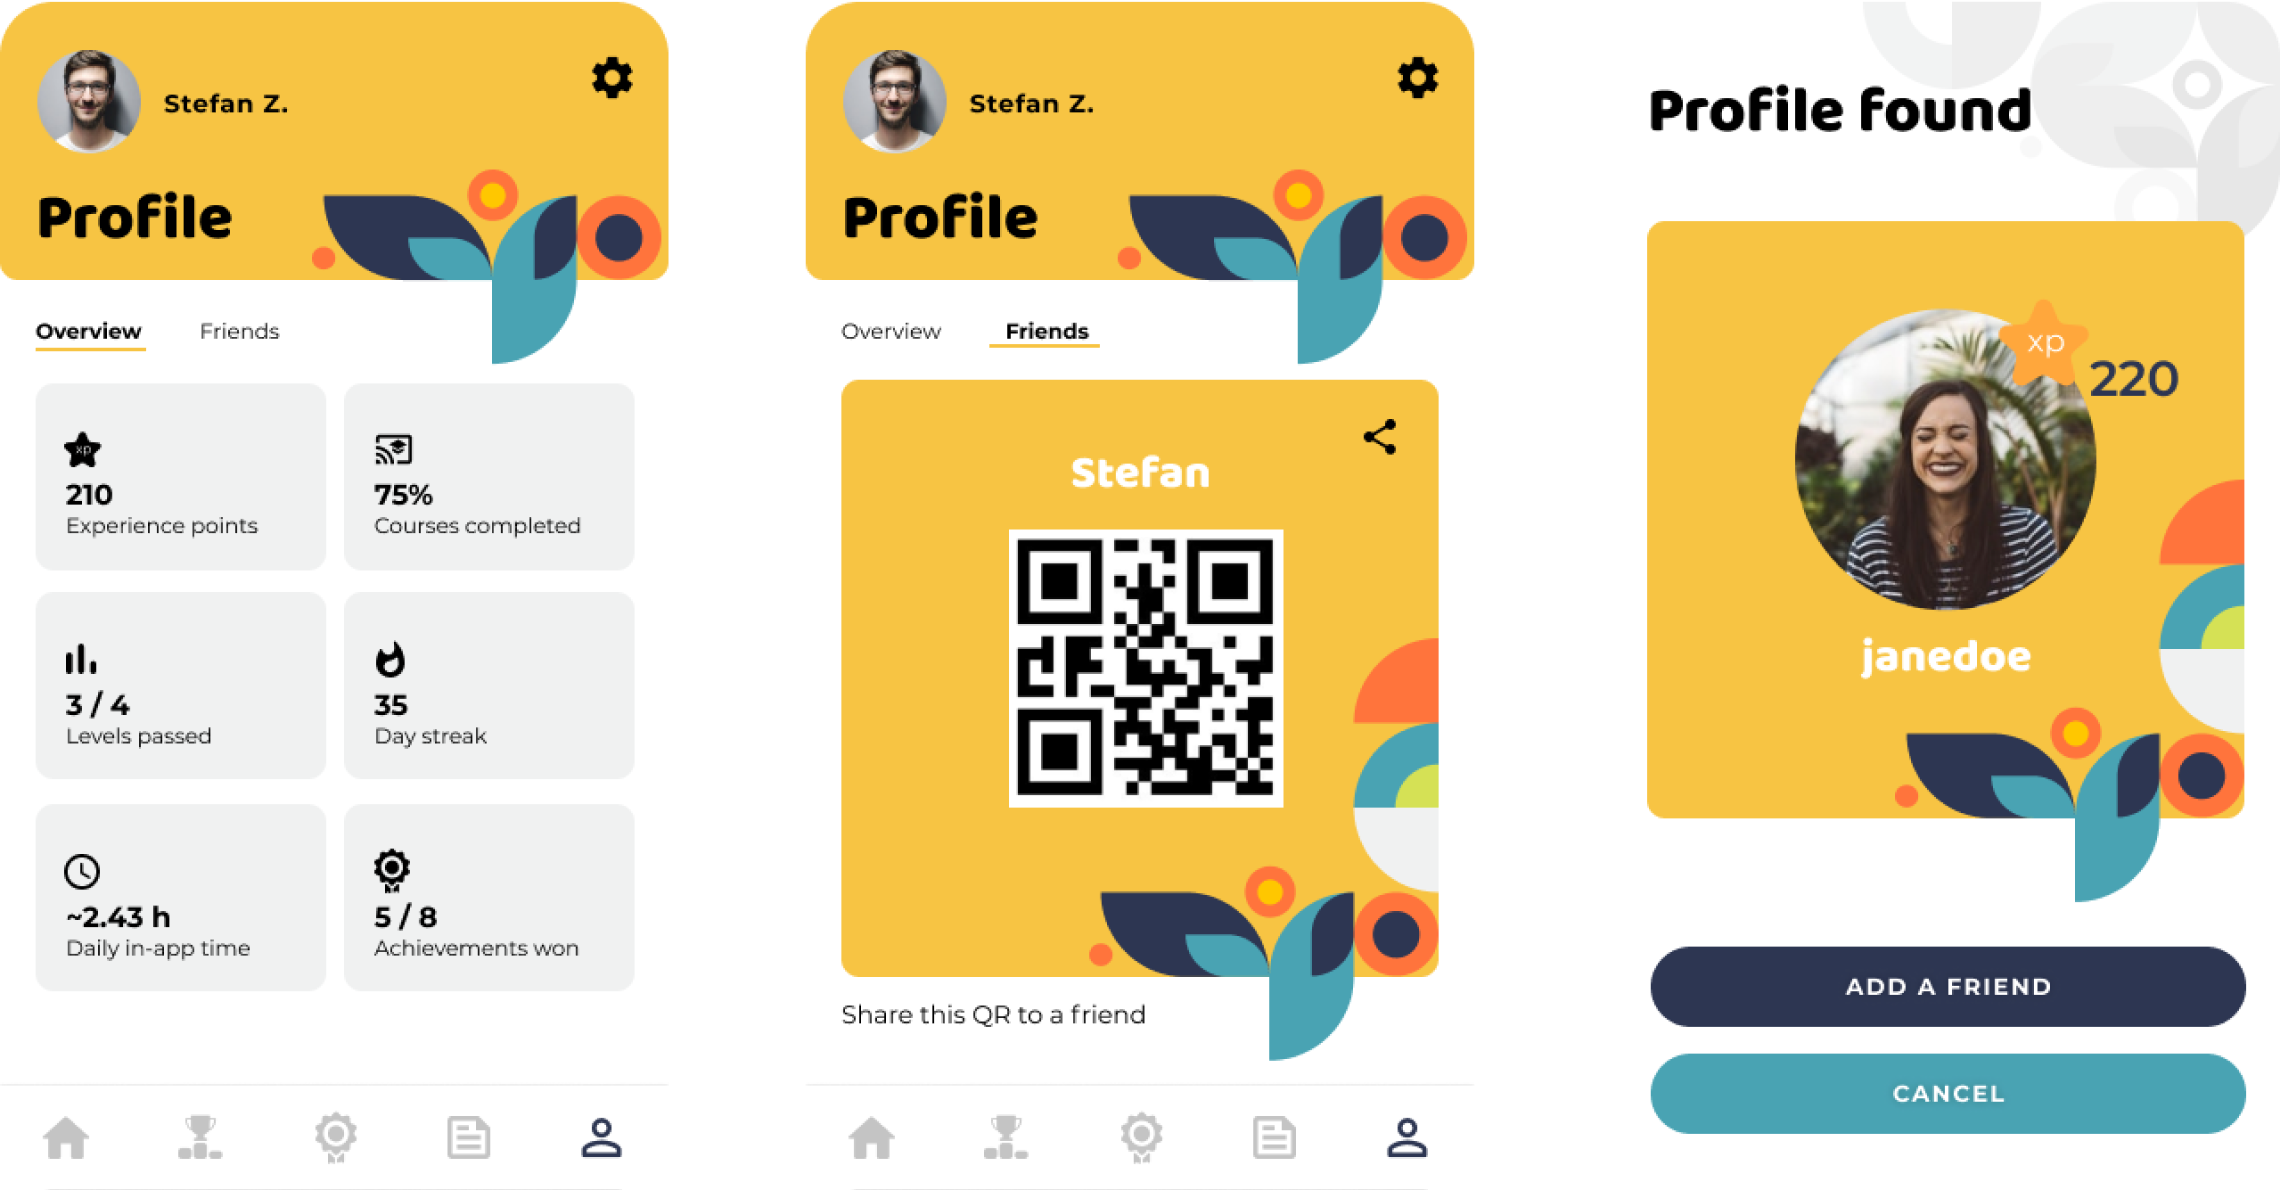 Stefan Z.
Profile
Overview Friends
xp
210
Experience points
75%
Courses completed
3 / 4
Levels passed
35
Day streak
~2.43 h
Daily in-app time
5 / 8
Achievements won
Stefan Z.
Profile
Overview Friends
Stefan
Share this QR to a friend
Profile found
xp
220
janedoe
ADD A FRIEND
CANCEL